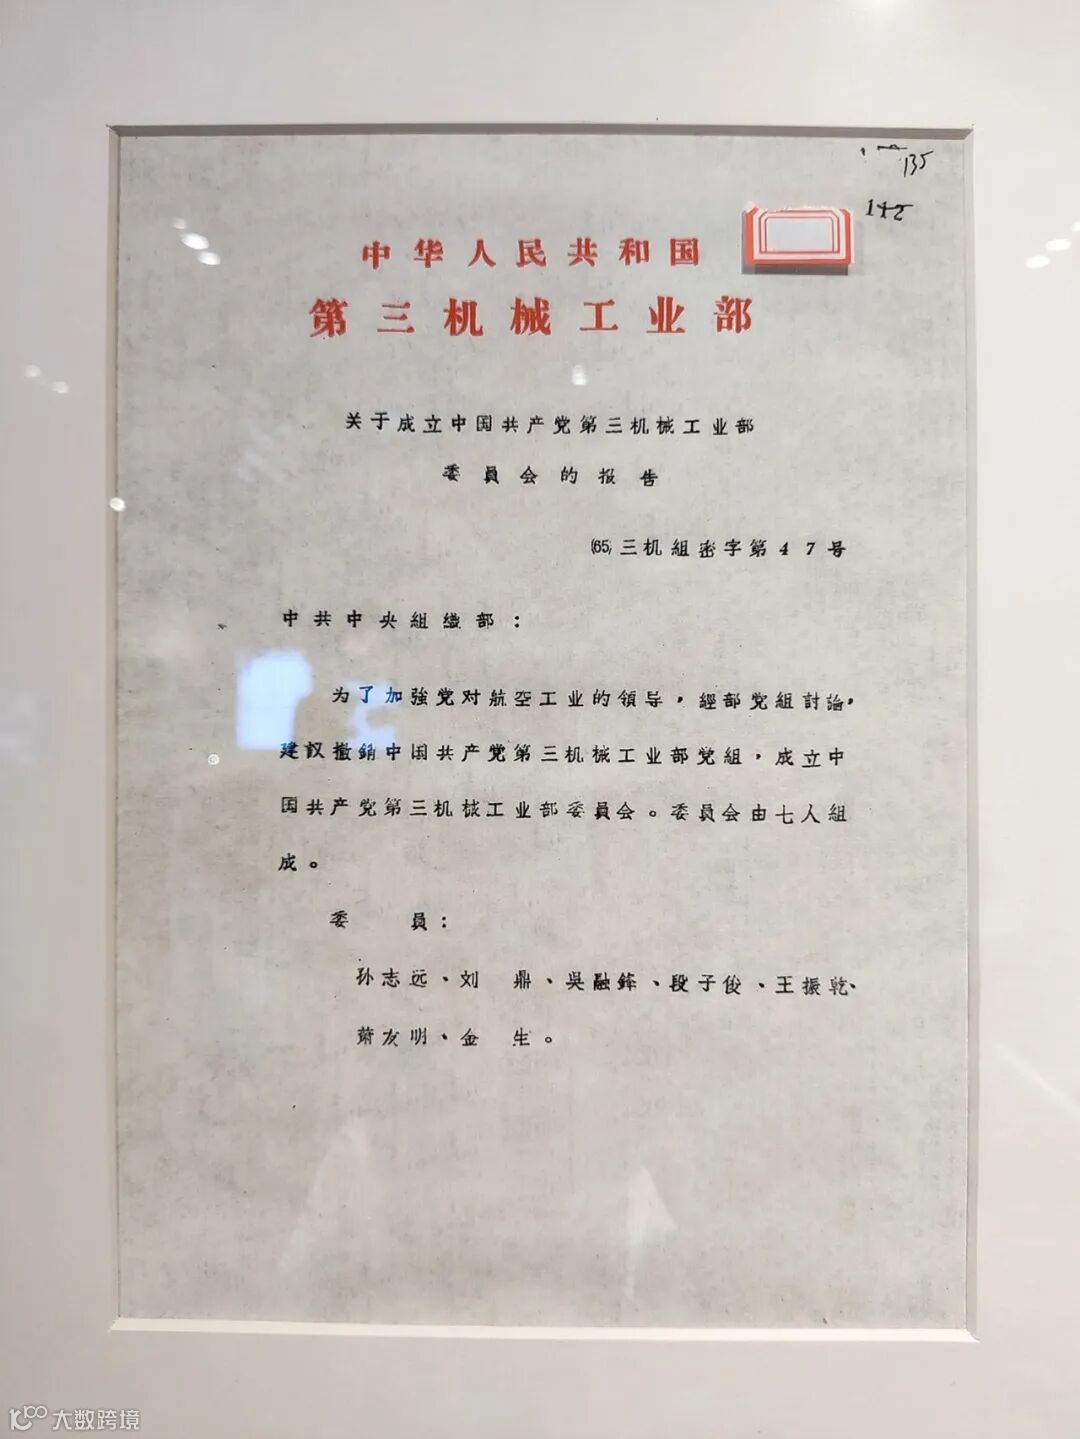 135
142
中华人民共和国
第三机械工业部
关于成立中国共产党第三机械工业部
委員会的报告
(65)三机組密字第47号
中共中央組织部：
为了加強党对航空工业的領导，經部党組討論，
建议撤銷中国共产党第三机械工业部党組，成立中
国共产党第三机械工业部委員会。委員会由七人組
成。
委　員：
孙志远、刘　鼎、吳融鋒、段子俊、王振乾、
萧友明、金　生。
大数跨境